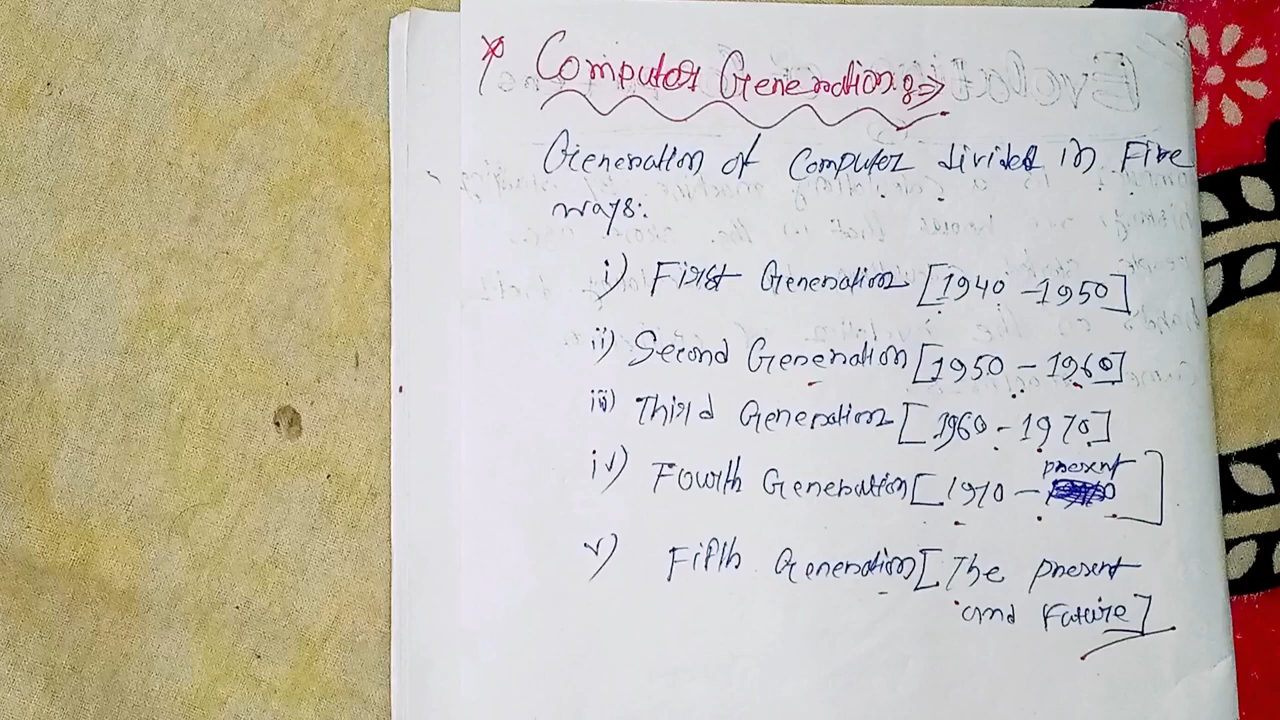 * Computer Generation :⇒
Generation of Computer divided in Five
ways:
i) First Generation [1940 - 1950]
ii) Second Generation [1950 - 1960]
iii) Third Generation [1960 - 1970]
iv) Fourth Generation [1970 - present]
v) Fifth Generation [The present
and Future]